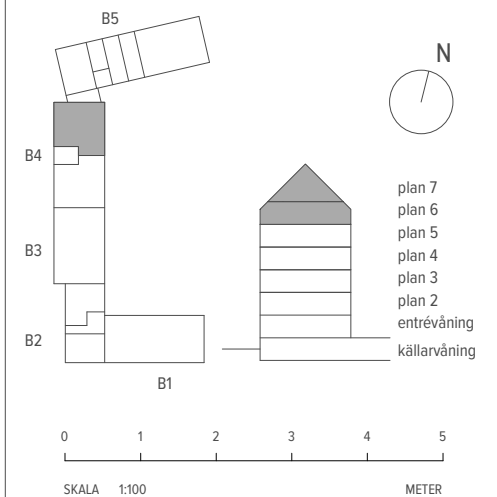 B5
N
B4
B3
B2
B1
plan 7
plan 6
plan 5
plan 4
plan 3
plan 2
entrévåning
källarvåning
0 1 2 3 4 5
SKALA 1:100 METER